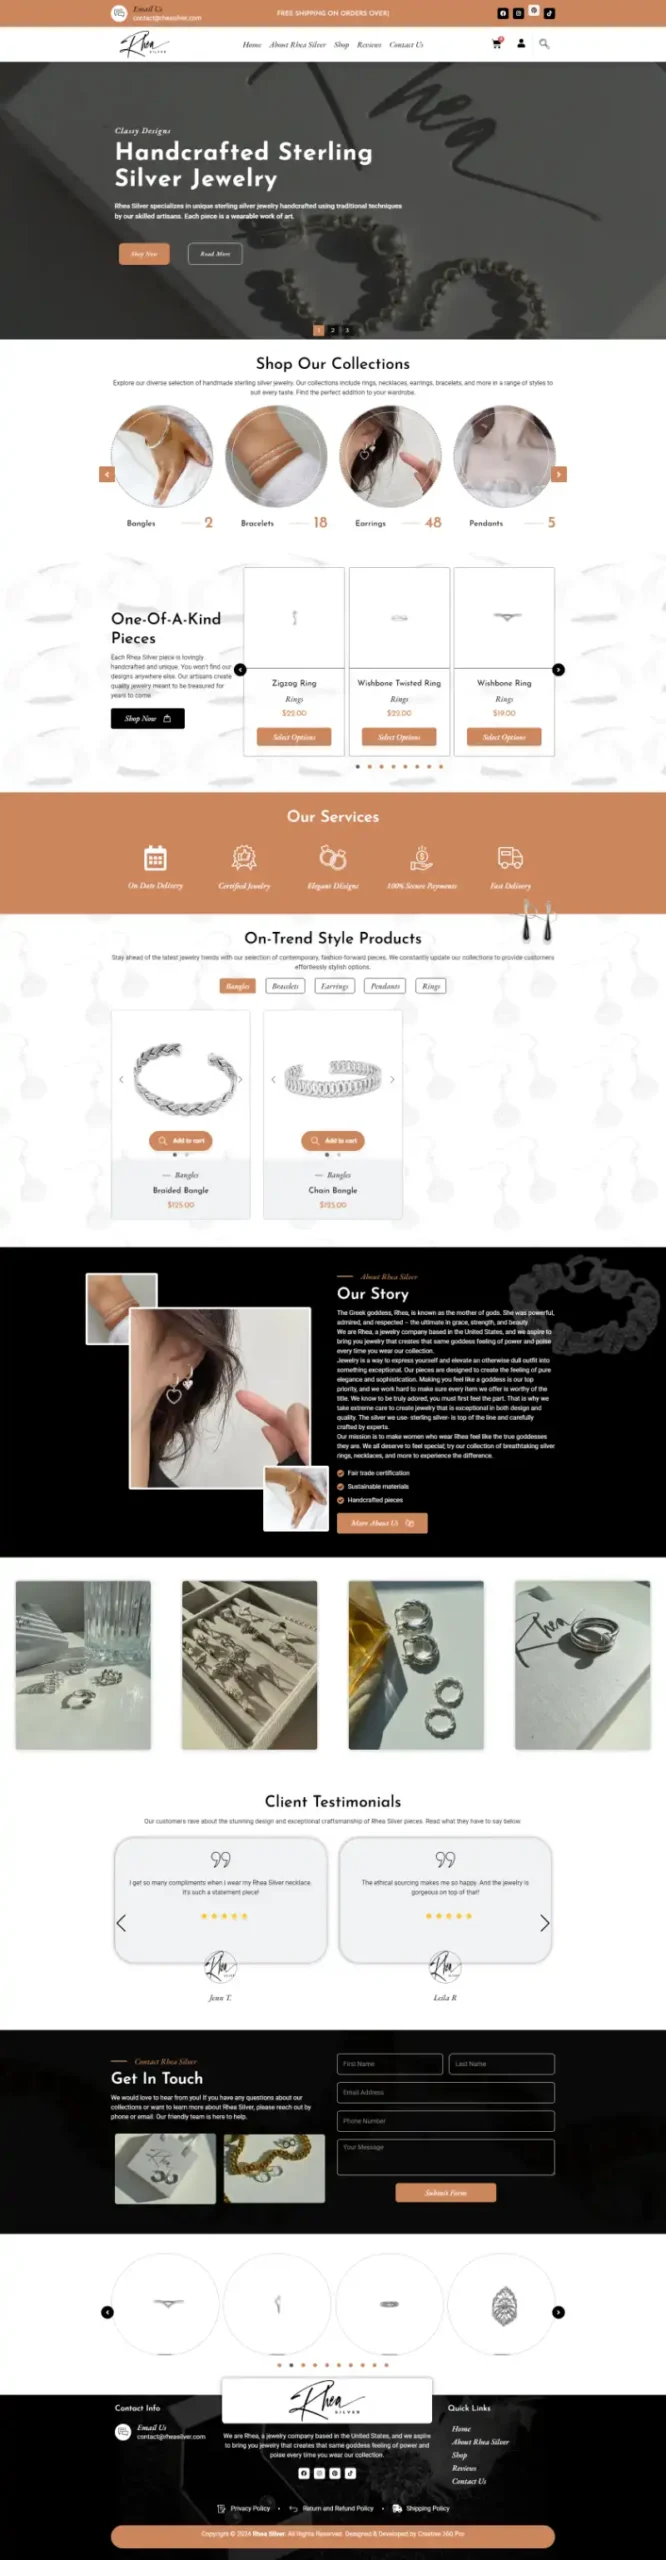 Email Us
contact@rheasilver.com
FREE SHIPPING ON ORDERS OVER|
Rhea
SILVER
Home About Rhea Silver Shop Reviews Contact Us
Classy Designs
Handcrafted Sterling
Silver Jewelry
Rhea Silver specializes in unique sterling silver jewelry handcrafted using traditional techniques
by our skilled artisans. Each piece is a wearable work of art.
Shop Now Read More
1 2 3
Shop Our Collections
Explore our diverse selection of handmade sterling silver jewelry. Our collections include rings, necklaces, earrings, bracelets, and more in a range of styles to
suit every taste. Find the perfect addition to your wardrobe.
Bangles 2 Bracelets 18 Earrings 48 Pendants 5
One-Of-A-Kind
Pieces
Each Rhea Silver piece is lovingly
handcrafted and unique. You won't find our
designs anywhere else. Our artisans create
quality jewelry meant to be treasured for
years to come.
Shop Now
Zigzag Ring Wishbone Twisted Ring Wishbone Ring
Rings Rings Rings
$25.00 $23.00 $19.00
Select Options Select Options Select Options
Our Services
On Date Delivery Certified Jewelry Elegant Designs 100% Secure Payments Fast Delivery
On-Trend Style Products
Stay ahead of the latest jewelry trends with our selection of contemporary, fashion-forward pieces. We constantly update our collections to provide customers
effortlessly stylish options.
Bangles Bracelets Earrings Pendants Rings
Add to cart Add to cart
Bangles Bangles
Braided Bangle Chain Bangle
$125.00 $125.00
About Rhea Silver
Our Story
The Greek goddess, Rhea, is known as the mother of gods. She was powerful,
admired, and respected – the ultimate in grace, strength, and beauty
We are Rhea, a jewelry company based in the United States, and we aspire to
bring you jewelry that creates that same goddess feeling of power and poise
every time you wear our collection.
Jewelry is a way to express yourself and elevate an otherwise dull outfit into
something exceptional. Our pieces are designed to create the feeling of pure
elegance and sophistication. Making you feel like a goddess is our top
priority, and we work hard to make sure every item we offer is worthy of the
title. We know to be truly adored, you must first feel the part. That is why we
take extreme care to create jewelry that is exceptional in both design and
quality. The silver we use- sterling silver- is top of the line and carefully
crafted by experts.
Our mission is to make women who wear Rhea feel like the true goddesses
they are. We all deserve to feel special; try our collection of breathtaking silver
rings, necklaces, and more to experience the difference.
Fair trade certification
Sustainable materials
Handcrafted pieces
More About Us
Rhea
Client Testimonials
Our customers rave about the stunning design and exceptional craftsmanship of Rhea Silver pieces. Read what they have to say below.
I get so many compliments when I wear my Rhea Silver necklace.
It's such a statement piece!
The ethical sourcing makes me so happy. And the jewelry is
gorgeous on top of that!
Rhea Rhea
Jenn T. Leila R
Contact Rhea Silver
Get In Touch
We would love to hear from you! If you have any questions about our
collections or want to learn more about Rhea Silver, please reach out by
phone or email. Our friendly team is here to help.
Rhea
First Name Last Name
Email Address
Phone Number
Your Message
Submit Form
Rhea
SILVER
Contact Info
Email Us
contact@rheasilver.com
We are Rhea, a jewelry company based in the United States, and we aspire
to bring you jewelry that creates that same goddess feeling of power and
poise every time you wear our collection.
Quick Links
Home
About Rhea Silver
Shop
Reviews
Contact Us
Privacy Policy • Return and Refund Policy • Shipping Policy
Copyright © 2024 Rhea Silver. All Rights Reserved. Designed & Developed by Creative 360 Pro